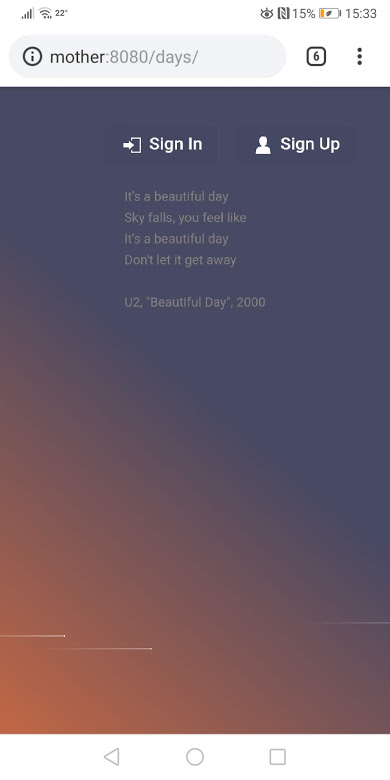 22°
15%
15:33
mother:8080/days/
6
Sign In
Sign Up
It's a beautiful day
Sky falls, you feel like
It's a beautiful day
Don't let it get away
U2, "Beautiful Day", 2000